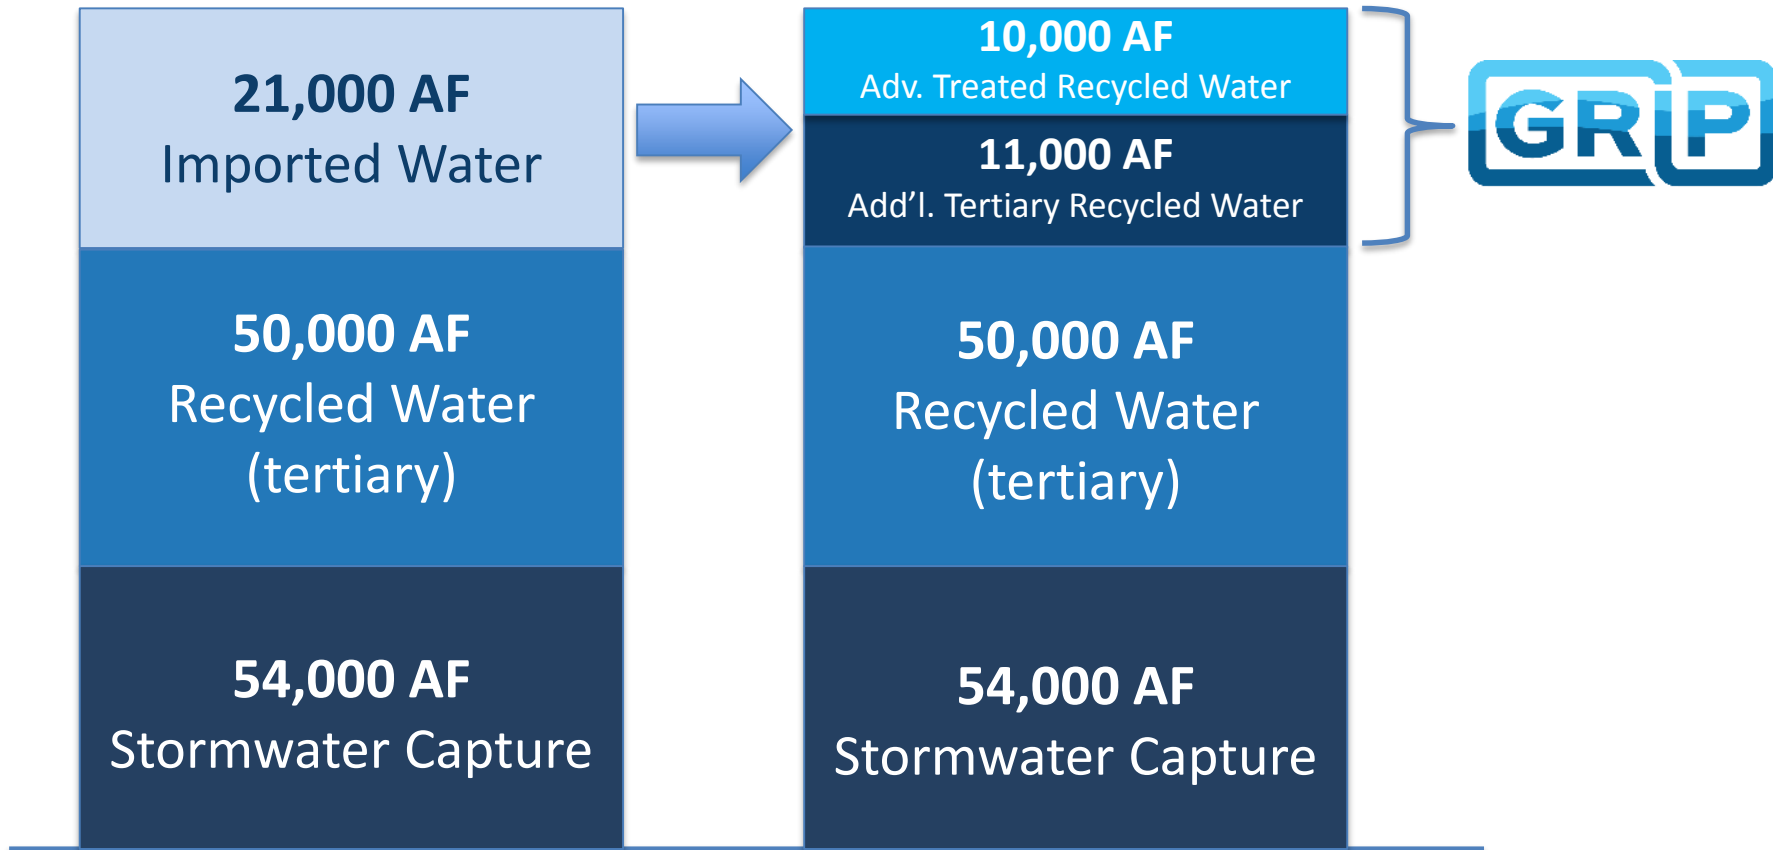 21,000 AF
Imported Water
50,000 AF
Recycled Water
(tertiary)
54,000 AF
Stormwater Capture
10,000 AF
Adv. Treated Recycled Water
11,000 AF
Add’l. Tertiary Recycled Water
50,000 AF
Recycled Water
(tertiary)
54,000 AF
Stormwater Capture
GRIP